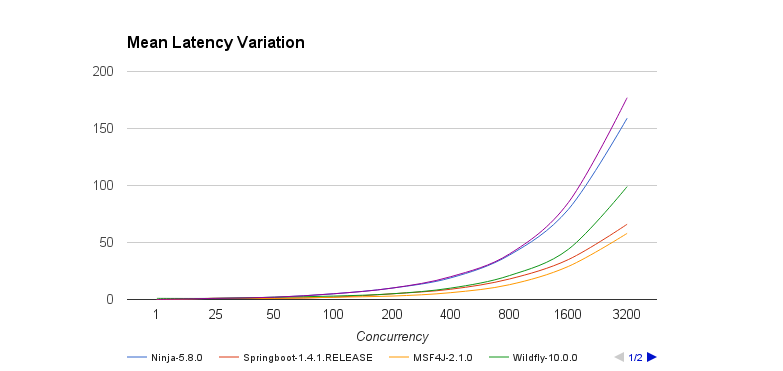 Mean Latency Variation
200
150
100
50
0
1 25 50 100 200 400 800 1600 3200
Concurrency
Ninja-5.8.0 Springboot-1.4.1.RELEASE MSF4J-2.1.0 Wildfly-10.0.0 1/2